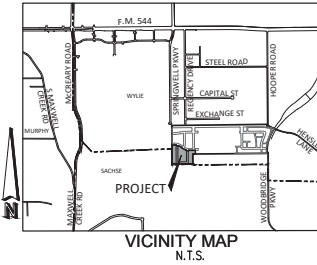 F.M. 544
S. MAXWELL
CREEK RD
MCCREARY ROAD
SPRINGWELL PKWY
REGENCY DRIVE
STEEL ROAD
HOOPER ROAD
WYLIE
CAPITAL ST
EXCHANGE ST
MURPHY
HENSLEY
LANE
SACHSE
PROJECT
MAXWELL
CREEK RD
WOODBRIDGE
PKWY
N
VICINITY MAP
N.T.S.